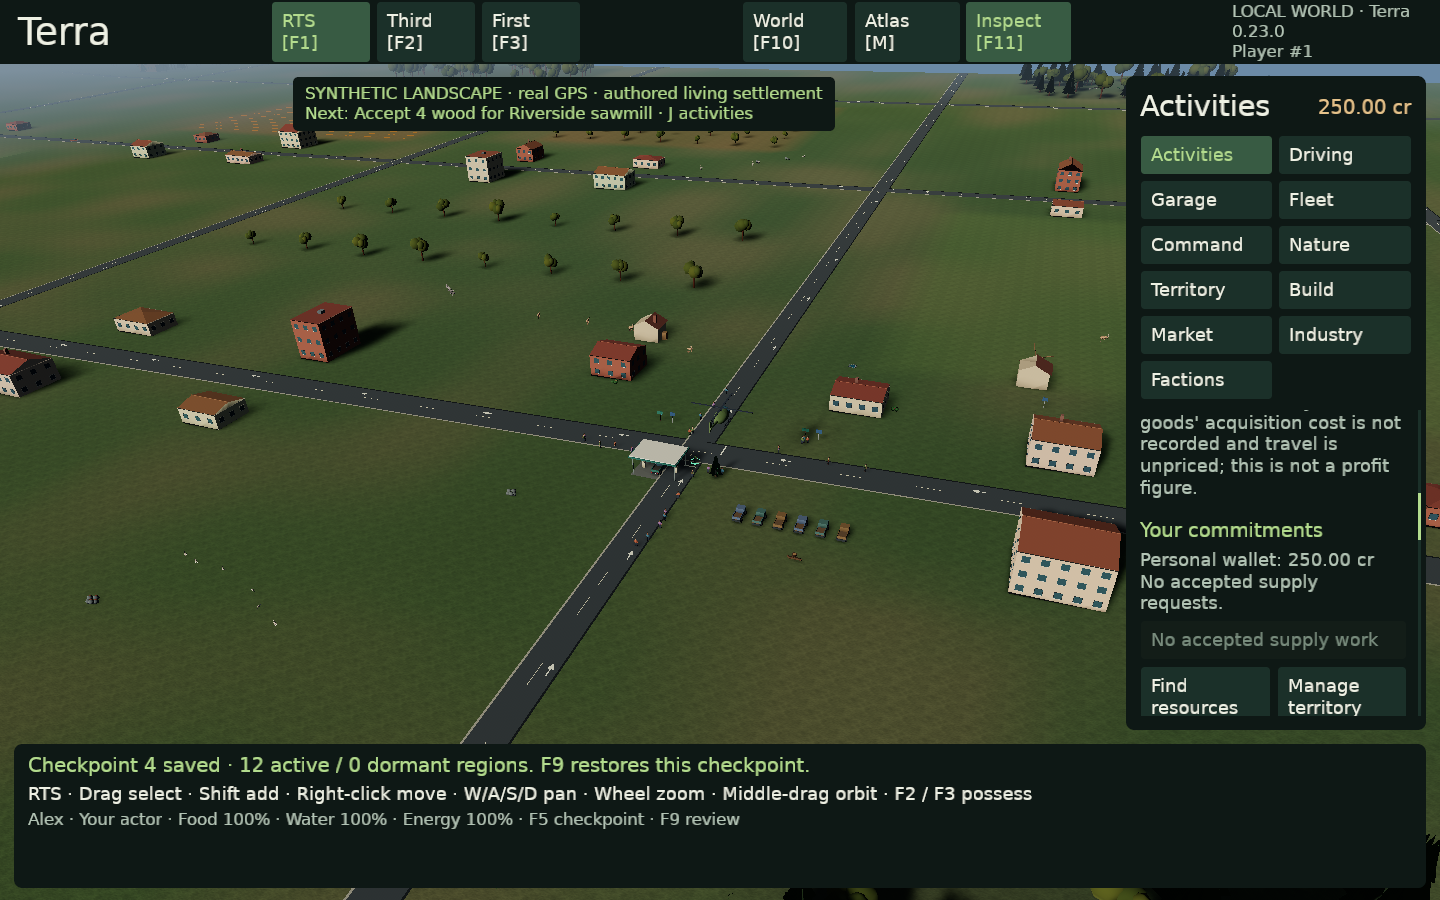 Terra
RTS
[F1]
Third
[F2]
First
[F3]
World
[F10]
Atlas
[M]
Inspect
[F11]
LOCAL WORLD · Terra
0.23.0
Player #1
SYNTHETIC LANDSCAPE · real GPS · authored living settlement
Next: Accept 4 wood for Riverside sawmill · J activities
Activities
250.00 cr
Activities
Driving
Garage
Fleet
Command
Nature
Territory
Build
Market
Industry
Factions
goods' acquisition cost is not
recorded and travel is
unpriced; this is not a profit
figure.
Your commitments
Personal wallet: 250.00 cr
No accepted supply
requests.
No accepted supply work
Find
resources
Manage
territory
Checkpoint 4 saved · 12 active / 0 dormant regions. F9 restores this checkpoint.
RTS · Drag select · Shift add · Right-click move · W/A/S/D pan · Wheel zoom · Middle-drag orbit · F2 / F3 possess
Alex · Your actor · Food 100% · Water 100% · Energy 100% · F5 checkpoint · F9 review